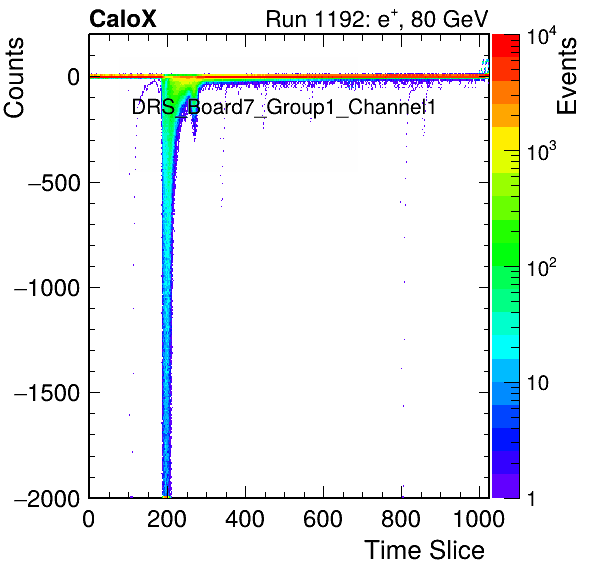 CaloX Run 1192: e⁺, 80 GeV
Counts
Events
DRS_Board7_Group1_Channel1
0
−500
−1000
−1500
−2000
0 200 400 600 800 1000
Time Slice
10⁴
10³
10²
10
1